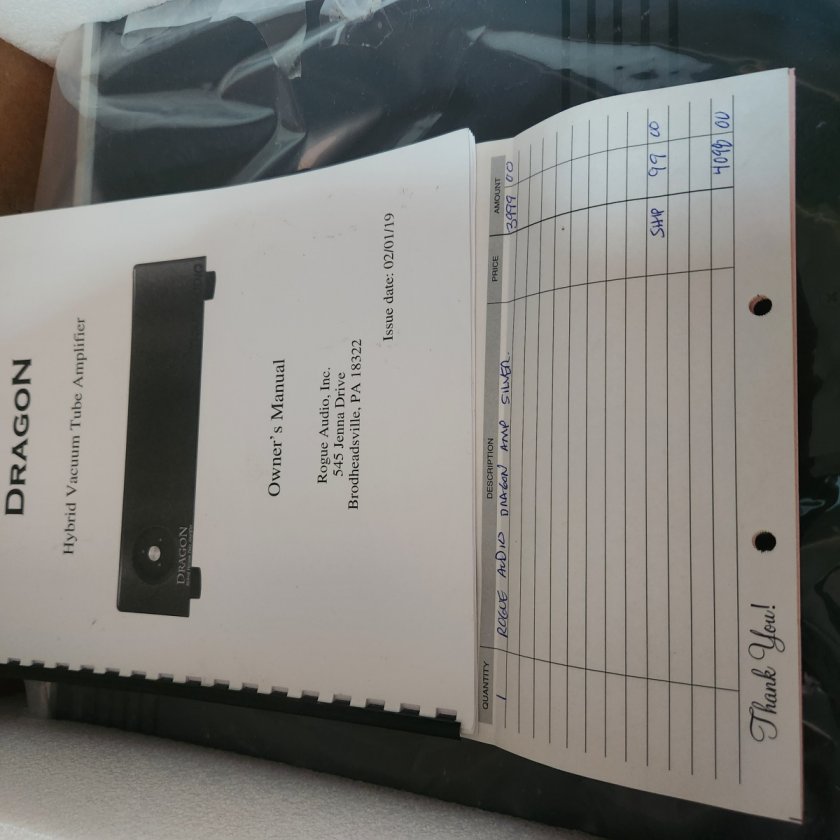 DRAGON
Hybrid Vacuum Tube Amplifier
DRAGON
Owner's Manual
Rogue Audio, Inc.
545 Jenna Drive
Brodheadsville, PA 18322
Issue date: 02/01/19
QUANTITY DESCRIPTION PRICE AMOUNT
1 ROGUE AUDIO DRAGON AMP SILVER. 3999 00
SHP 99 00
4098 00
Thank You!